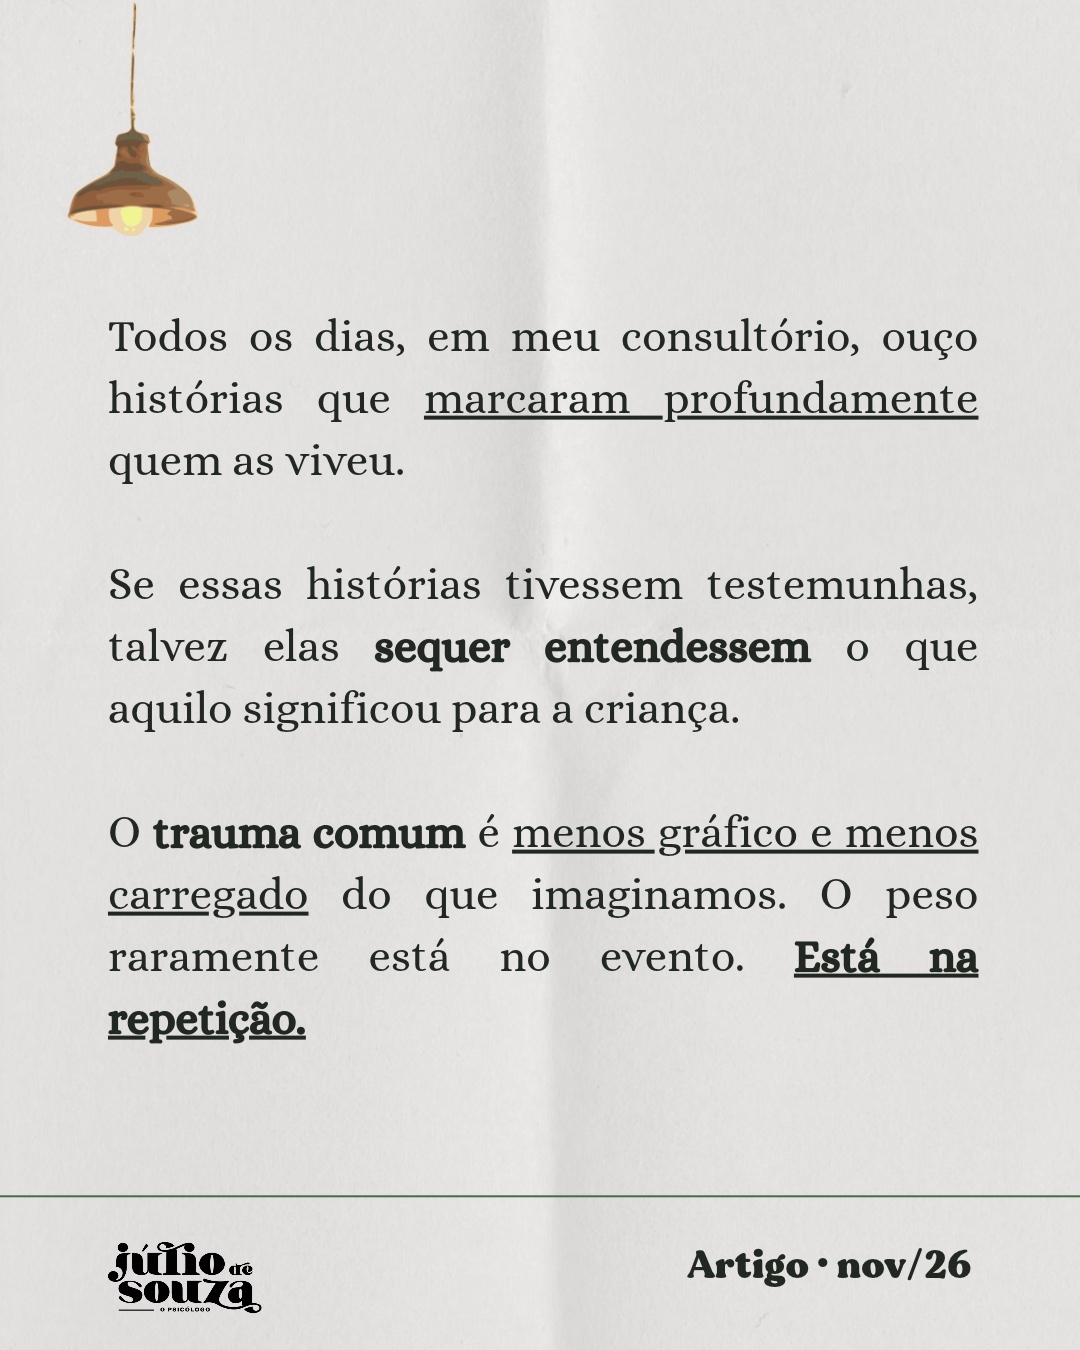 Todos os dias, em meu consultório, ouço
histórias que marcaram profundamente
quem as viveu.
Se essas histórias tivessem testemunhas,
talvez elas sequer entendessem o que
aquilo significou para a criança.
O trauma comum é menos gráfico e menos
carregado do que imaginamos. O peso
raramente está no evento. Está na
repetição.
júlio de
souza
O PSICÓLOGO
Artigo • nov/26